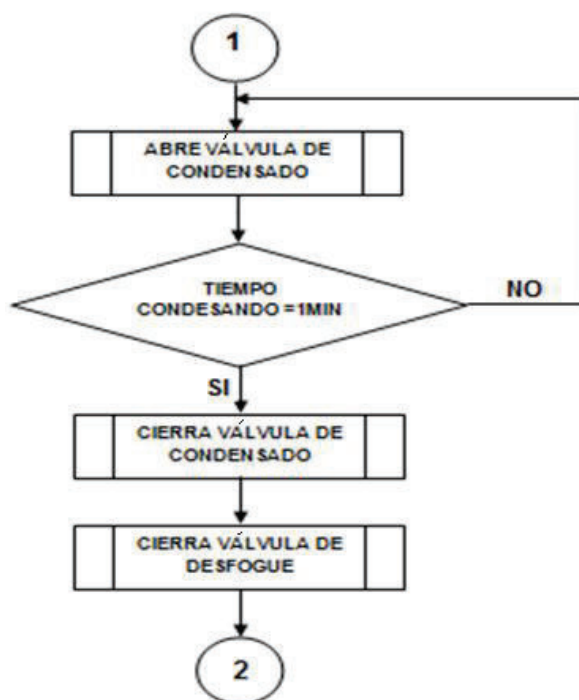 1
ABRE VÁLVULA DE
CONDENSADO
TIEMPO
CONDESANDO =1MIN
NO
SI
CIERRA VÁLVULA DE
CONDENSADO
CIERRA VÁLVULA DE
DESFOGUE
2